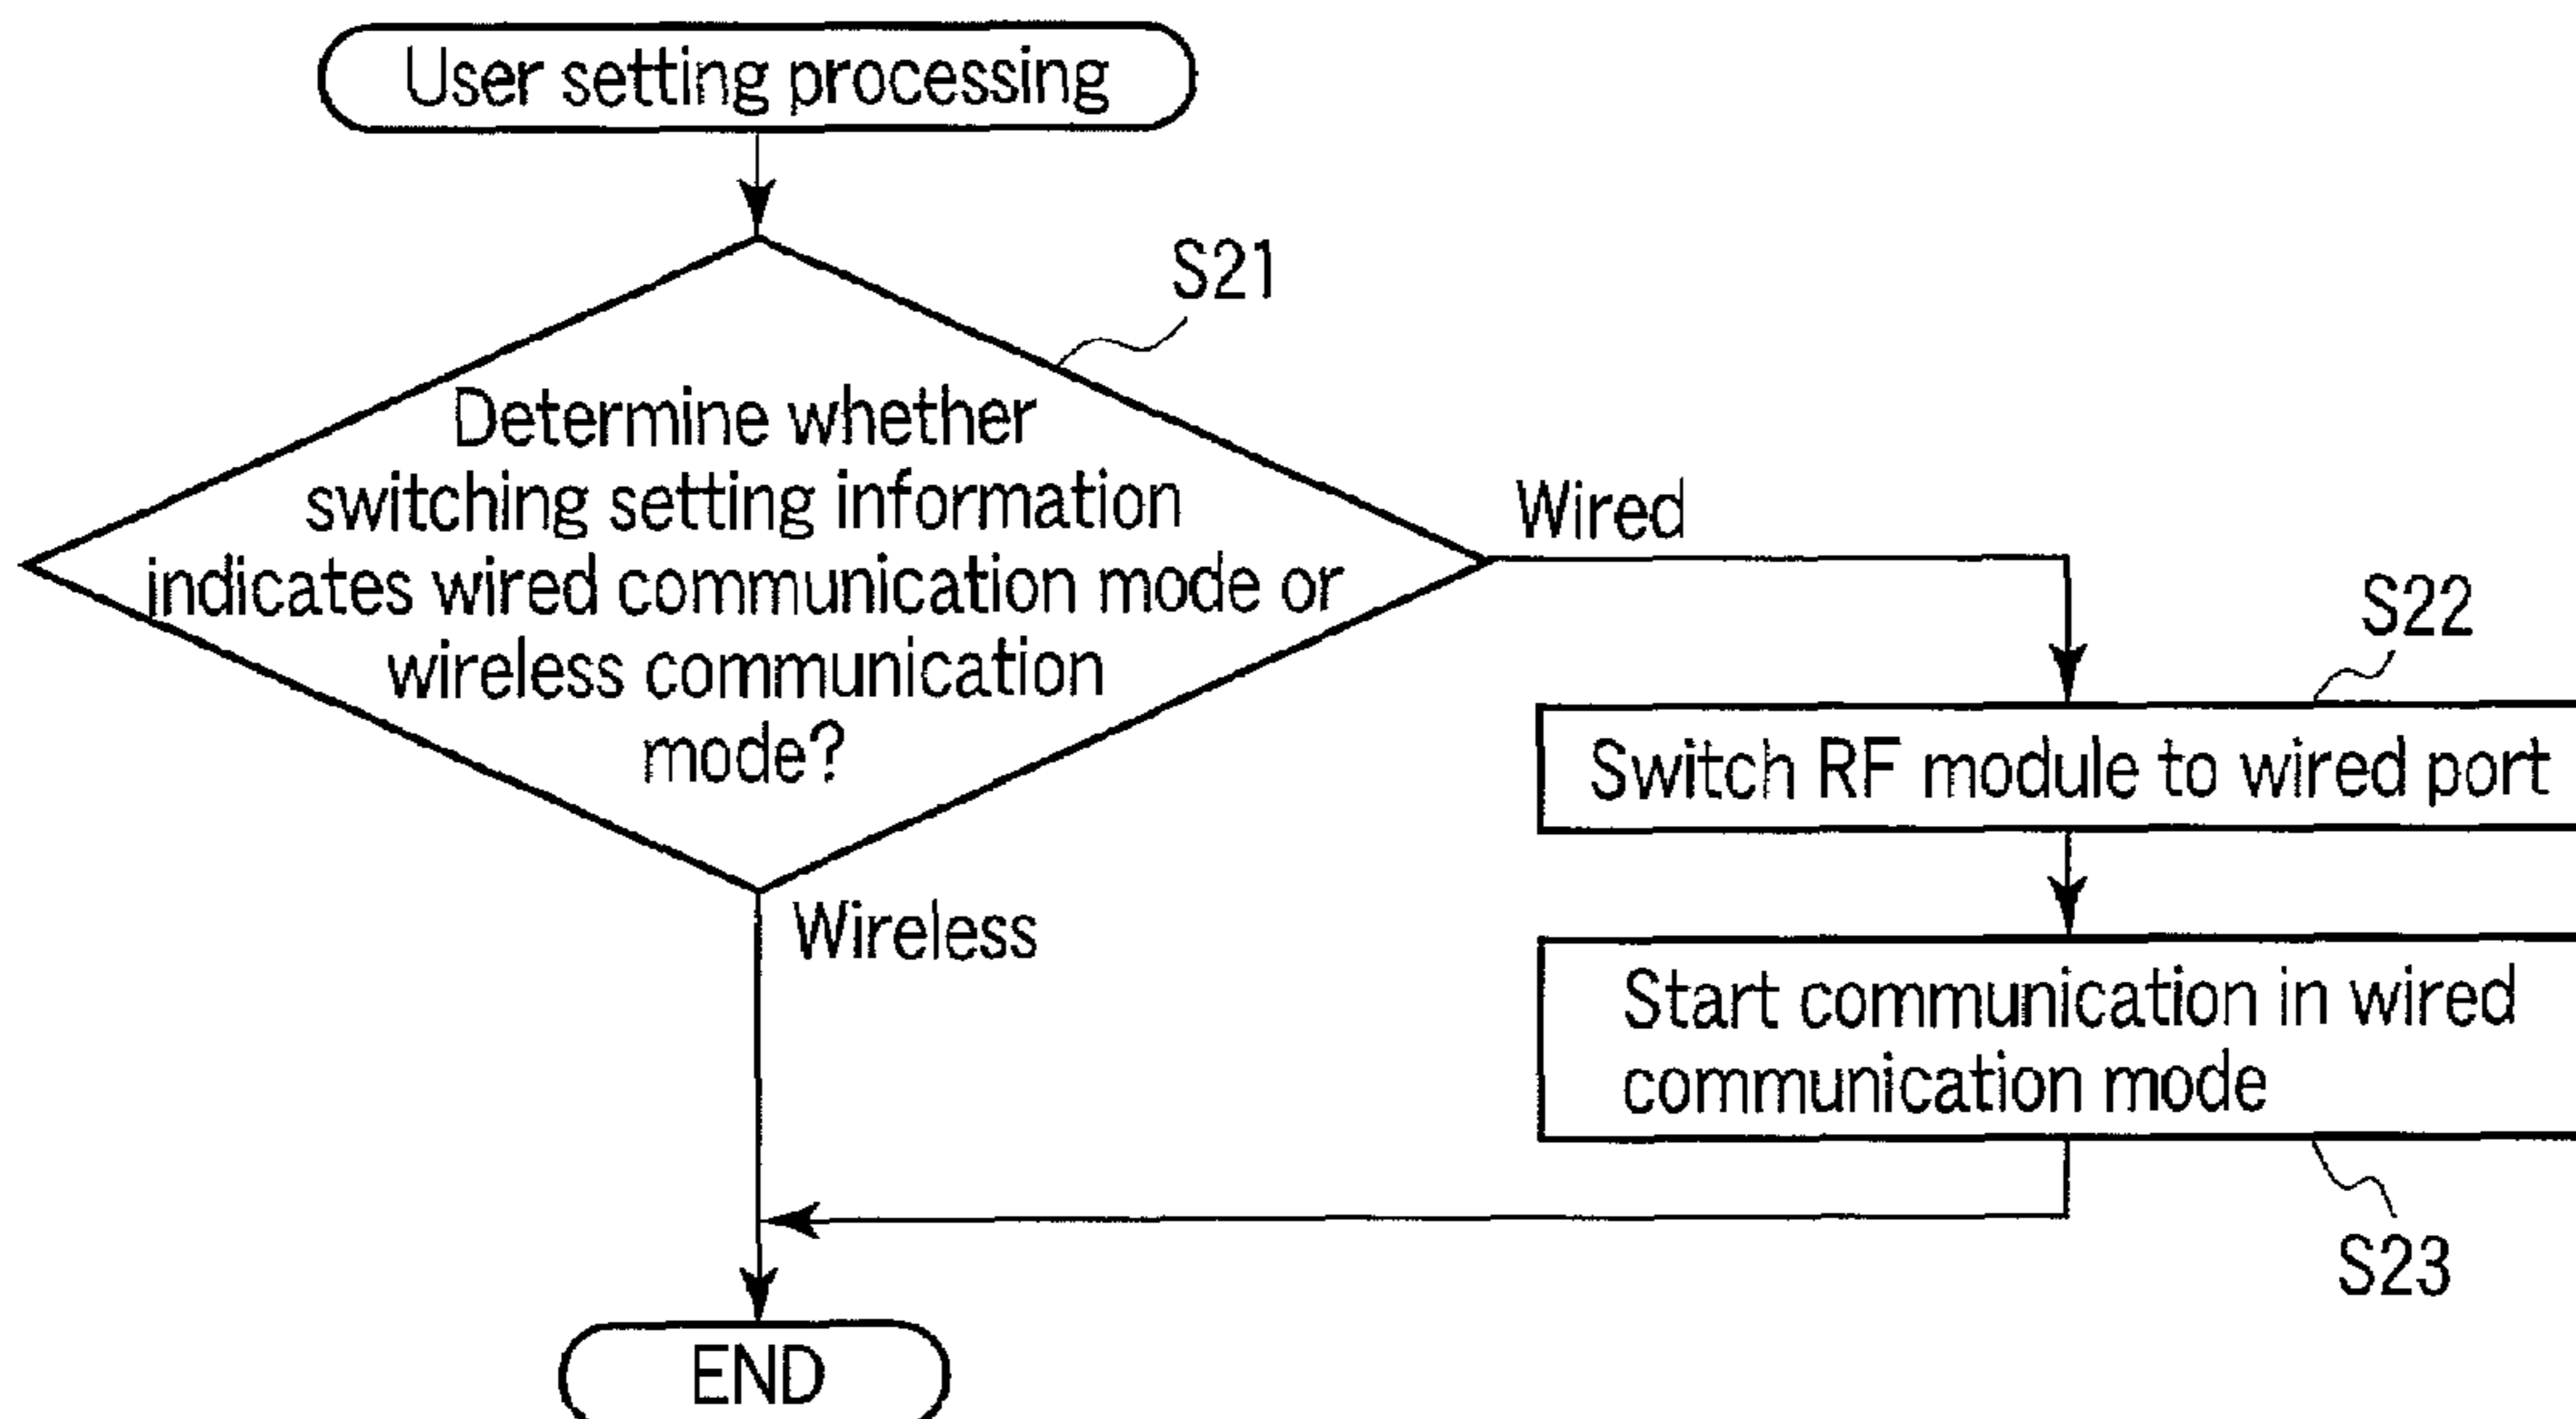 User setting processing
S21
Determine whether
switching setting information
indicates wired communication mode or
wireless communication
mode?
Wired
S22
Switch RF module to wired port
Wireless
Start communication in wired
communication mode
S23
END